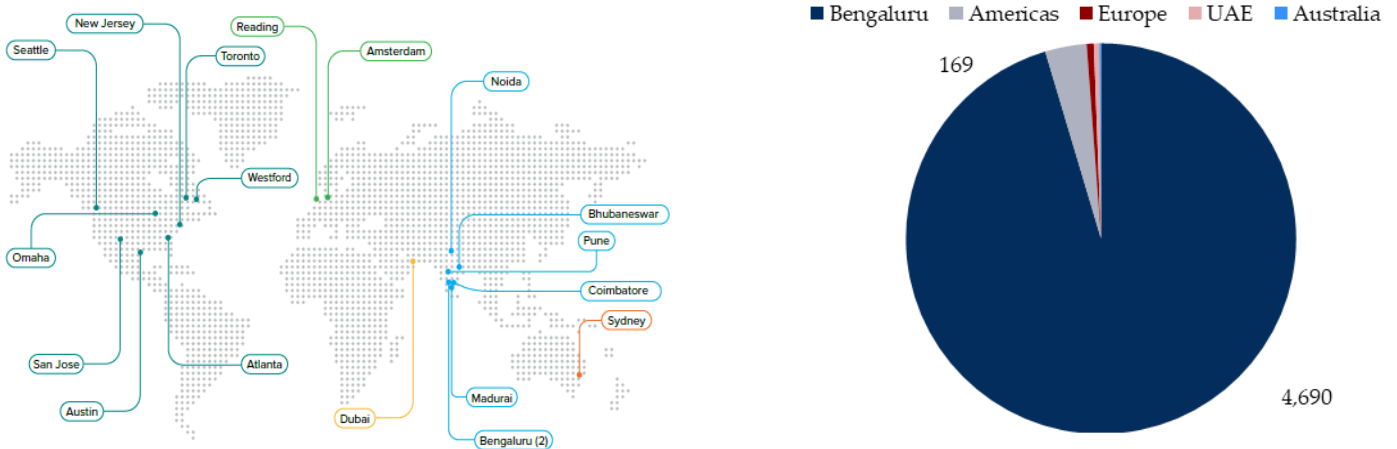 New Jersey
Reading
Seattle
Toronto
Amsterdam
Noida
Westford
Bhubaneswar
Pune
Omaha
Coimbatore
Sydney
San Jose
Atlanta
Madurai
Austin
Dubai
Bengaluru (2)
Bengaluru Americas Europe UAE Australia
169
4,690